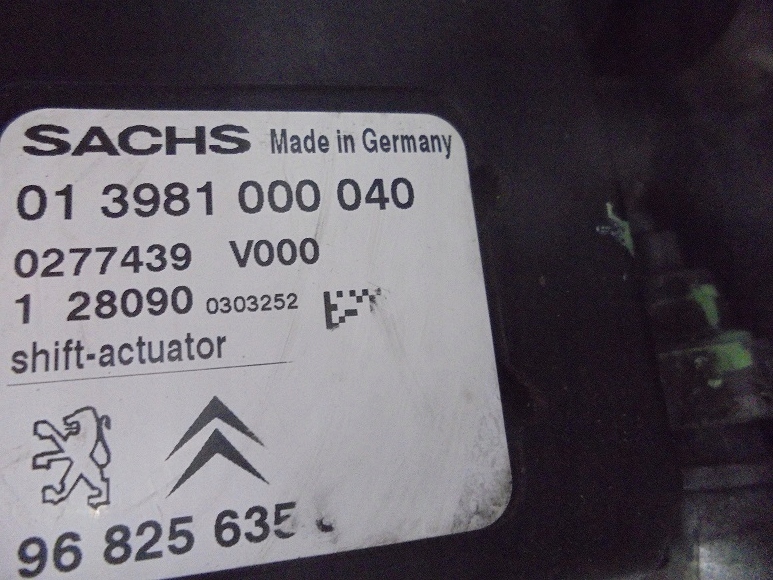 SACHS Made in Germany
01 3981 000 040
0277439 V000
1 28090 0303252
shift-actuator
96 825 635